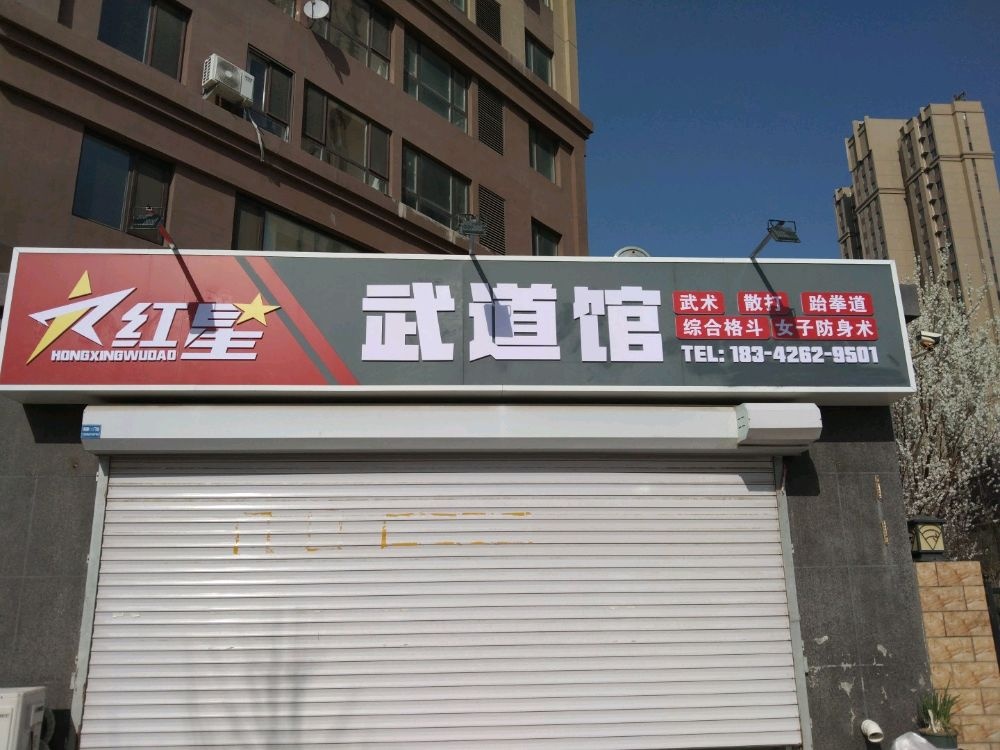 红星
HONGXINGWUDAO
武道馆
武术 散打 跆拳道
综合格斗 女子防身术
TEL: 183-4262-9501